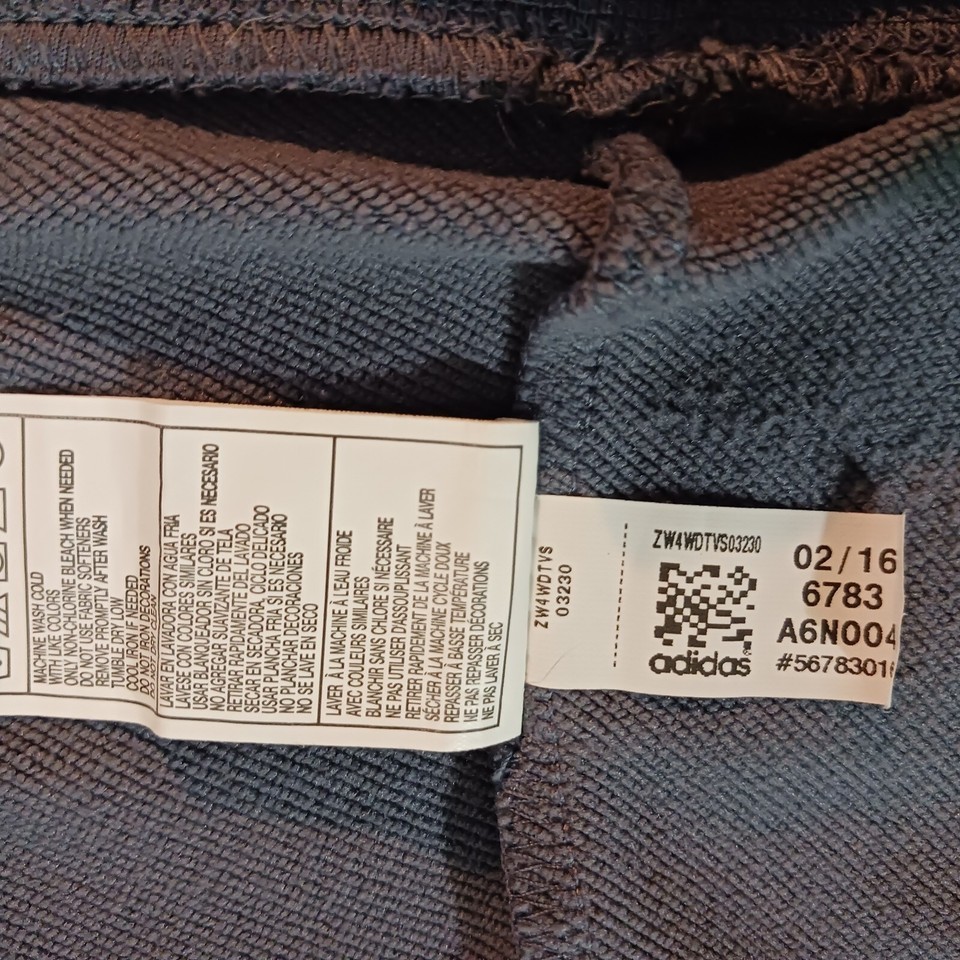 MACHINE WASH COLD
WITH LIKE COLORS
ONLY NON-CHLORINE BLEACH WHEN NEEDED
DO NOT USE FABRIC SOFTENERS
REMOVE PROMPTLY AFTER WASH
TUMBLE DRY LOW
COOL IRON IF NEEDED
DO NOT IRON DECORATIONS
DO NOT DRY CLEAN
LAVAR EN LAVADORA CON AGUA FRIA
LAVESE CON COLORES SIMILARES
USAR BLANQUEADOR SIN CLORO SI ES NECESARIO
NO AGREGAR SUAVIZANTE DE TELA
RETIRAR RAPIDAMENTE DEL LAVADO
SECAR EN SECADORA, CICLO DELICADO
USAR PLANCHA FRIA SI ES NECESARIO
NO PLANCHAR DECORACIONES
NO SE LAVE EN SECO
LAVER À LA MACHINE À L'EAU FROIDE
AVEC COULEURS SIMILAIRES
BLANCHIR SANS CHLORE SI NÉCESSAIRE
NE PAS UTILISER D'ASSOUPLISSANT
RETIRER RAPIDEMENT DE LA MACHINE À LAVER
SÉCHER À LA MACHINE CYCLE DOUX
REPASSER À BASSE TEMPÉRATURE
NE PAS REPASSER DECORATIONS
NE PAS LAVER À SEC
ZW4WDTVS
03230
ZW4WDTVS03230
adidas
02/16
6783
A6N004
#5678301